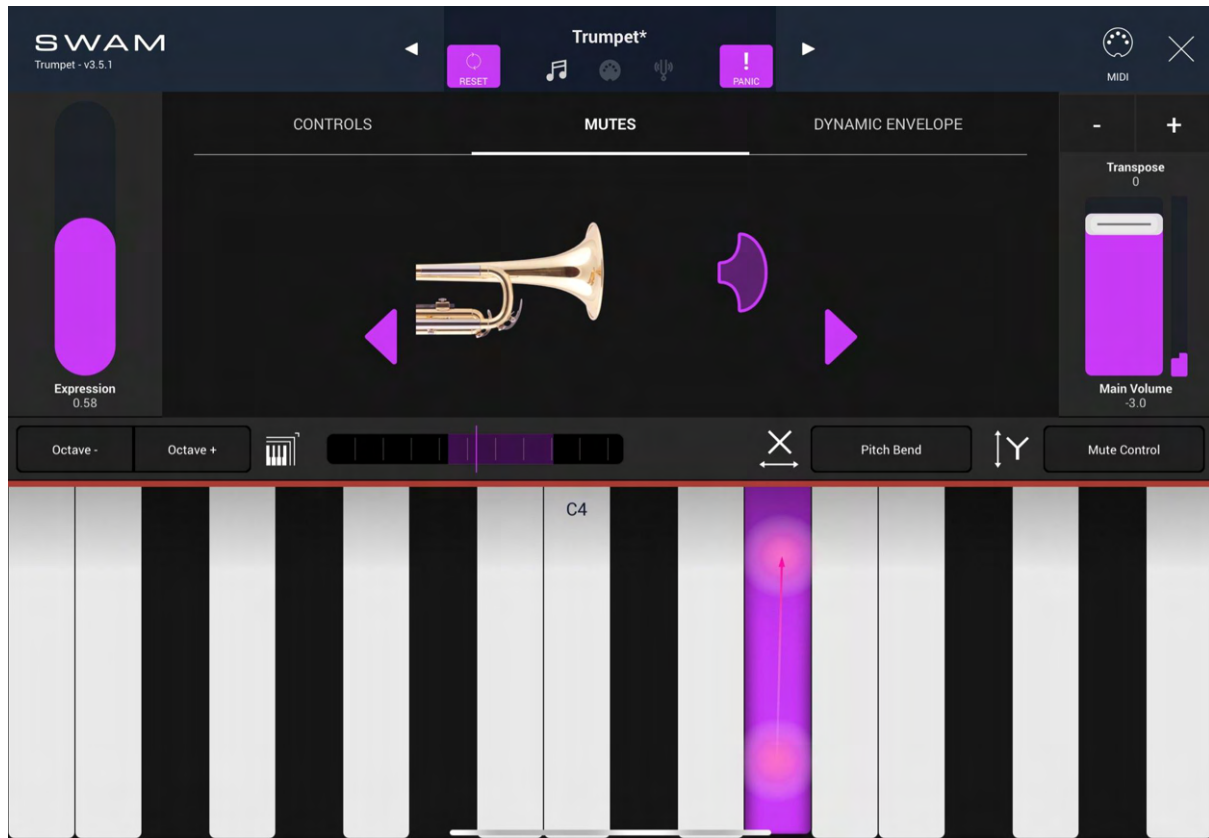 SWAM
Trumpet - v3.5.1
Trumpet*
RESET
!
PANIC
MIDI
CONTROLS
MUTES
DYNAMIC ENVELOPE
- +
Transpose
0
Expression
0.58
Main Volume
-3.0
Octave -
Octave +
X
Pitch Bend
Y
Mute Control
C4